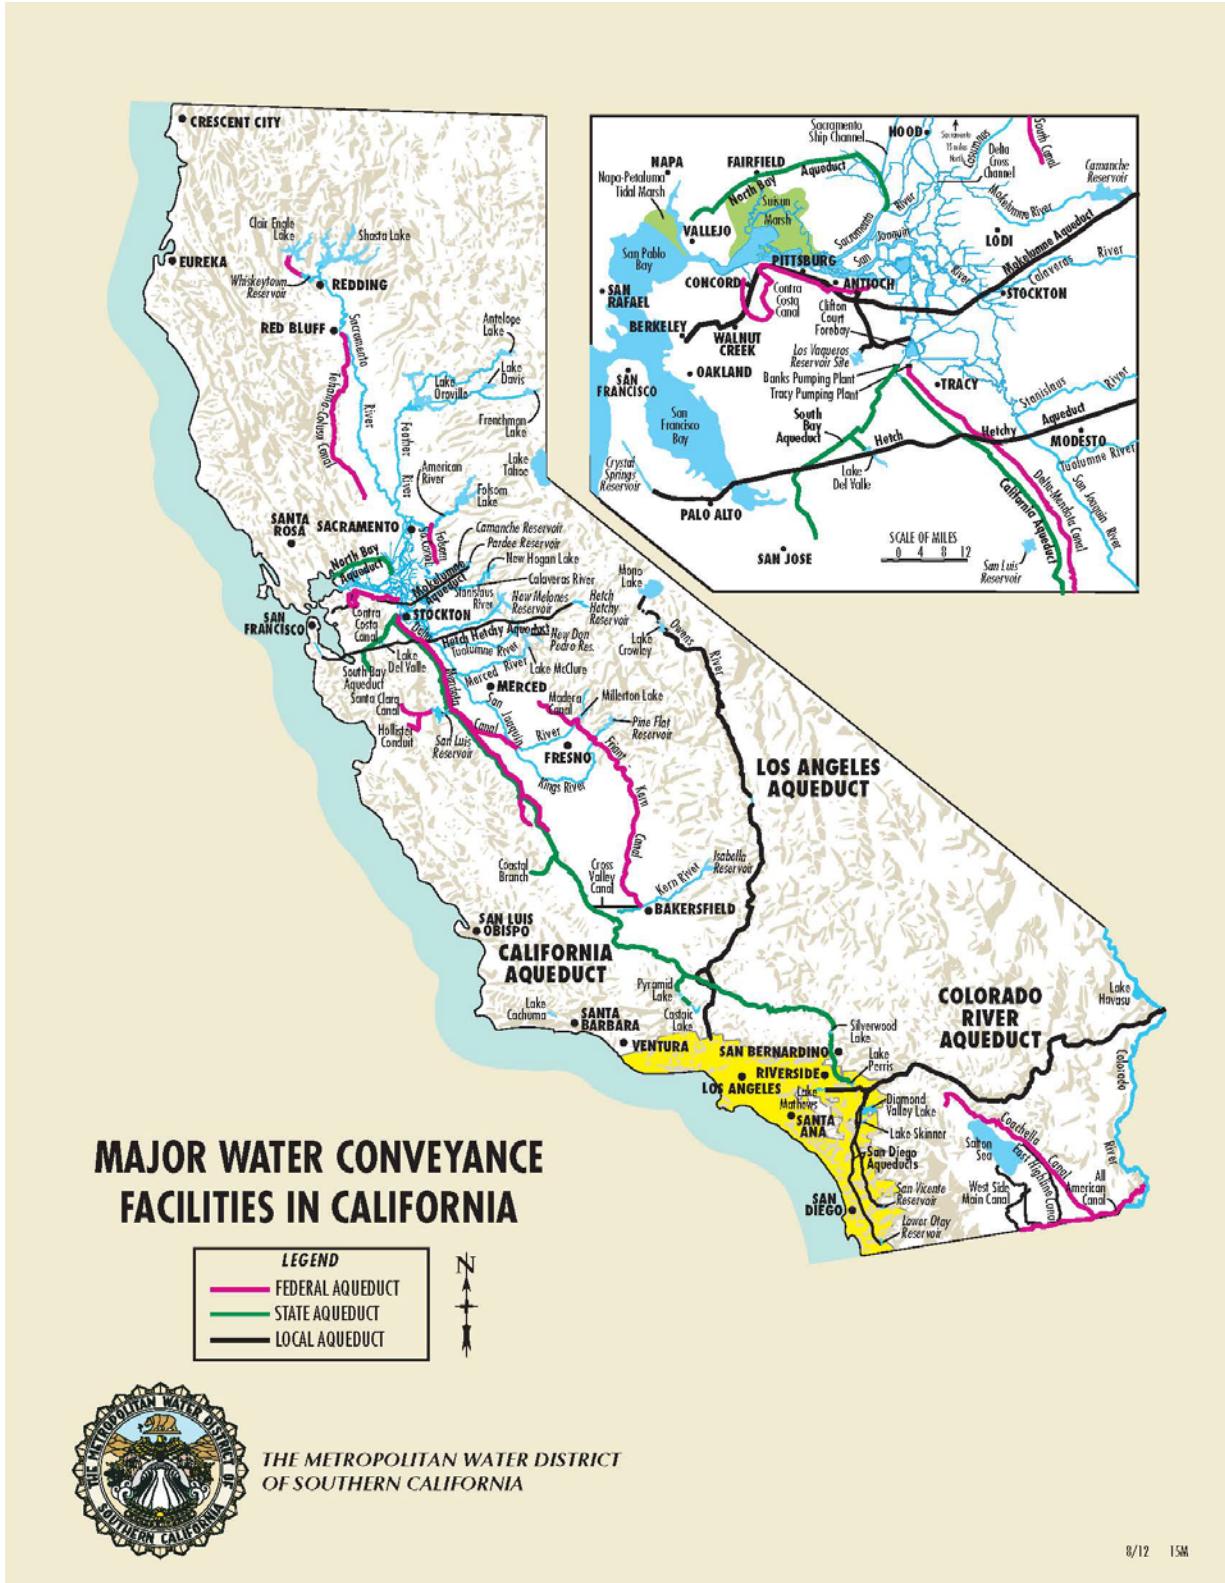 CRESCENT CITY
Clair Engle
Lake
Shasta Lake
EUREKA
Whiskeytown
Reservoir
REDDING
RED BLUFF
Sacramento
River
Tehama-Colusa Canal
Antelope
Lake
Lake
Davis
Lake
Oroville
Frenchman
Lake
Feather
River
American
River
Lake
Tahoe
Folsom
Lake
SANTA
ROSA
SACRAMENTO
Folsom
So. Canal
Camanche Reservoir
Pardee Reservoir
New Hogan Lake
North Bay
Aqueduct
Mokelumne
Aqueduct
Calaveras River
Stanislaus
River
New Melones
Reservoir
Hetch
Hetchy
Reservoir
Mono
Lake
SAN
FRANCISCO
Contra
Costa
Canal
STOCKTON
Delta
Hetch Hetchy Aqueduct
New Don
Pedro Res.
Tuolumne River
Lake
Crowley
Owens
River
Lake
Del Valle
South Bay
Aqueduct
Merced River
Lake McClure
Mendota
MERCED
Santa Clara
Canal
Madera
Canal
Millerton Lake
Hollister
Conduit
San Luis
Reservoir
Canal
San
Joaquin
River
Pine Flat
Reservoir
FRESNO
Friant
Kern
Canal
Kings River
LOS ANGELES
AQUEDUCT
Coastal
Branch
Cross
Valley
Canal
Isabella
Reservoir
Kern River
BAKERSFIELD
SAN LUIS
OBISPO
CALIFORNIA
AQUEDUCT
Pyramid
Lake
Lake
Cachuma
SANTA
BARBARA
Castaic
Lake
VENTURA
COLORADO
RIVER
AQUEDUCT
Lake
Havasu
Silverwood
Lake
SAN BERNARDINO
RIVERSIDE
Lake
Perris
LOS ANGELES
Lake
Mathews
SANTA
ANA
Diamond
Valley Lake
Lake Skinner
San Diego
Aqueducts
Colorado
River
Coachella
Canal
Salton
Sea
East Highline Canal
West Side
Main Canal
All
American
Canal
SAN
DIEGO
San Vicente
Reservoir
Lower Otay
Reservoir
Sacramento
Ship Channel
HOOD
Sacramento
15 miles
North
Cosumnes
Delta
Cross
Channel
South Canal
Camanche
Reservoir
NAPA
Napa-Petaluma
Tidal Marsh
FAIRFIELD
North Bay
Aqueduct
Suisun
Marsh
VALLEJO
Sacramento
River
Mokelumne River
LODI
Mokelumne Aqueduct
San Pablo
Bay
San
Joaquin
River
Calaveras
River
PITTSBURG
ANTIOCH
CONCORD
Contra
Costa
Canal
SAN
RAFAEL
STOCKTON
Clifton
Court
Forebay
BERKELEY
WALNUT
CREEK
Los Vaqueros
Reservoir Site
OAKLAND
Banks Pumping Plant
Tracy Pumping Plant
TRACY
SAN
FRANCISCO
Stanislaus
River
San
Francisco
Bay
South
Bay
Aqueduct
Hetch
Hetchy
Aqueduct
MODESTO
Tuolumne River
Crystal
Springs
Reservoir
Lake
Del Valle
PALO ALTO
California Aqueduct
Delta-Mendota Canal
San Joaquin River
SAN JOSE
SCALE OF MILES
0 4 8 12
San Luis
Reservoir
MAJOR WATER CONVEYANCE
FACILITIES IN CALIFORNIA
LEGEND
FEDERAL AQUEDUCT
STATE AQUEDUCT
LOCAL AQUEDUCT
N
THE METROPOLITAN WATER DISTRICT OF
SOUTHERN CALIFORNIA
THE METROPOLITAN WATER DISTRICT
OF SOUTHERN CALIFORNIA
8/12 15M